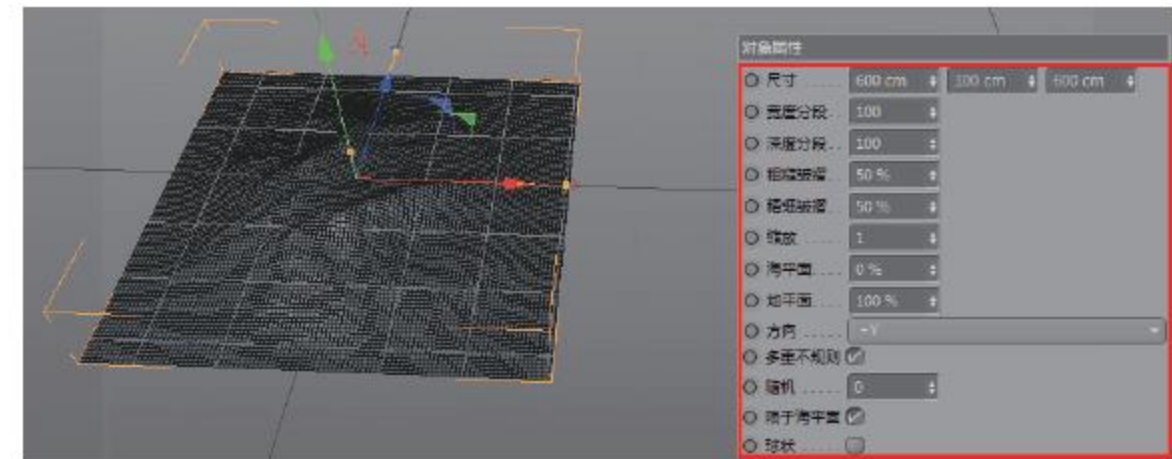 对象属性
尺寸 600 cm 100 cm 600 cm
宽度分段 100
深度分段 100
粗糙皱褶 50 %
精细皱褶 50 %
缩放 1
海平面 0 %
地平面 100 %
方向 +Y
多重不规则
随机 0
限于海平面
球状